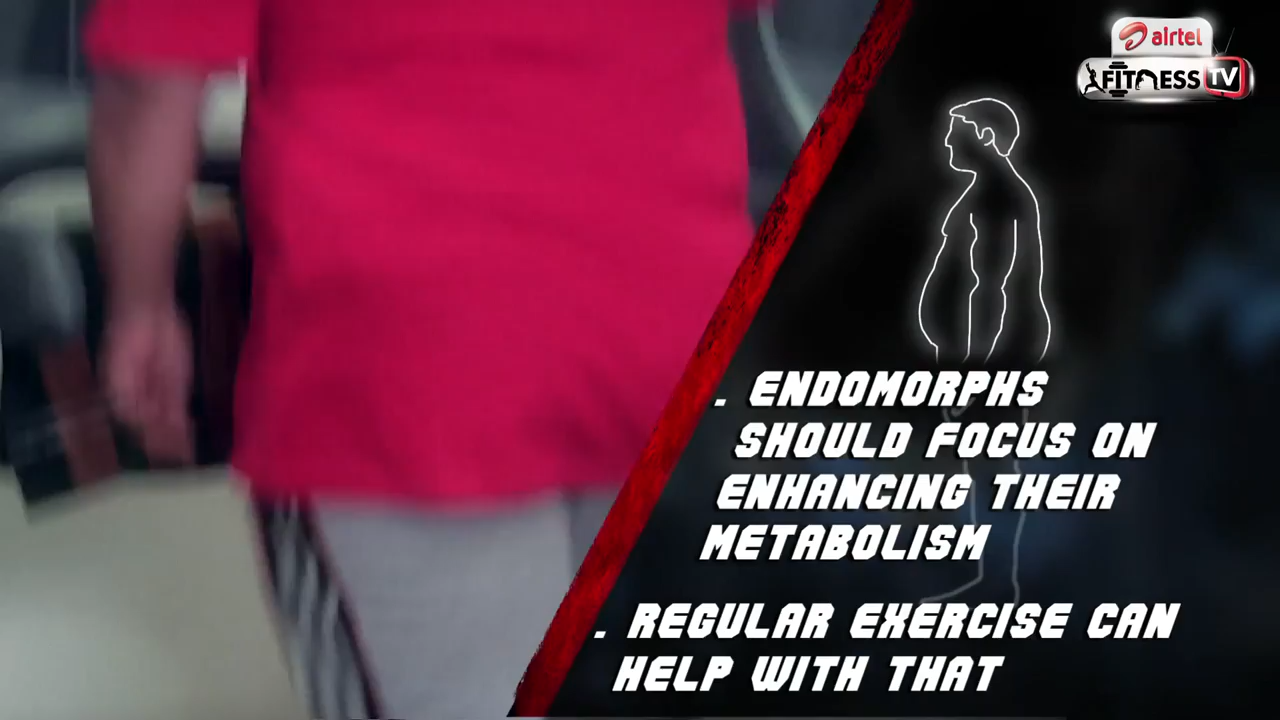 airtel
FITNESS TV
. ENDOMORPHS
SHOULD FOCUS ON
ENHANCING THEIR
METABOLISM
. REGULAR EXERCISE CAN
HELP WITH THAT